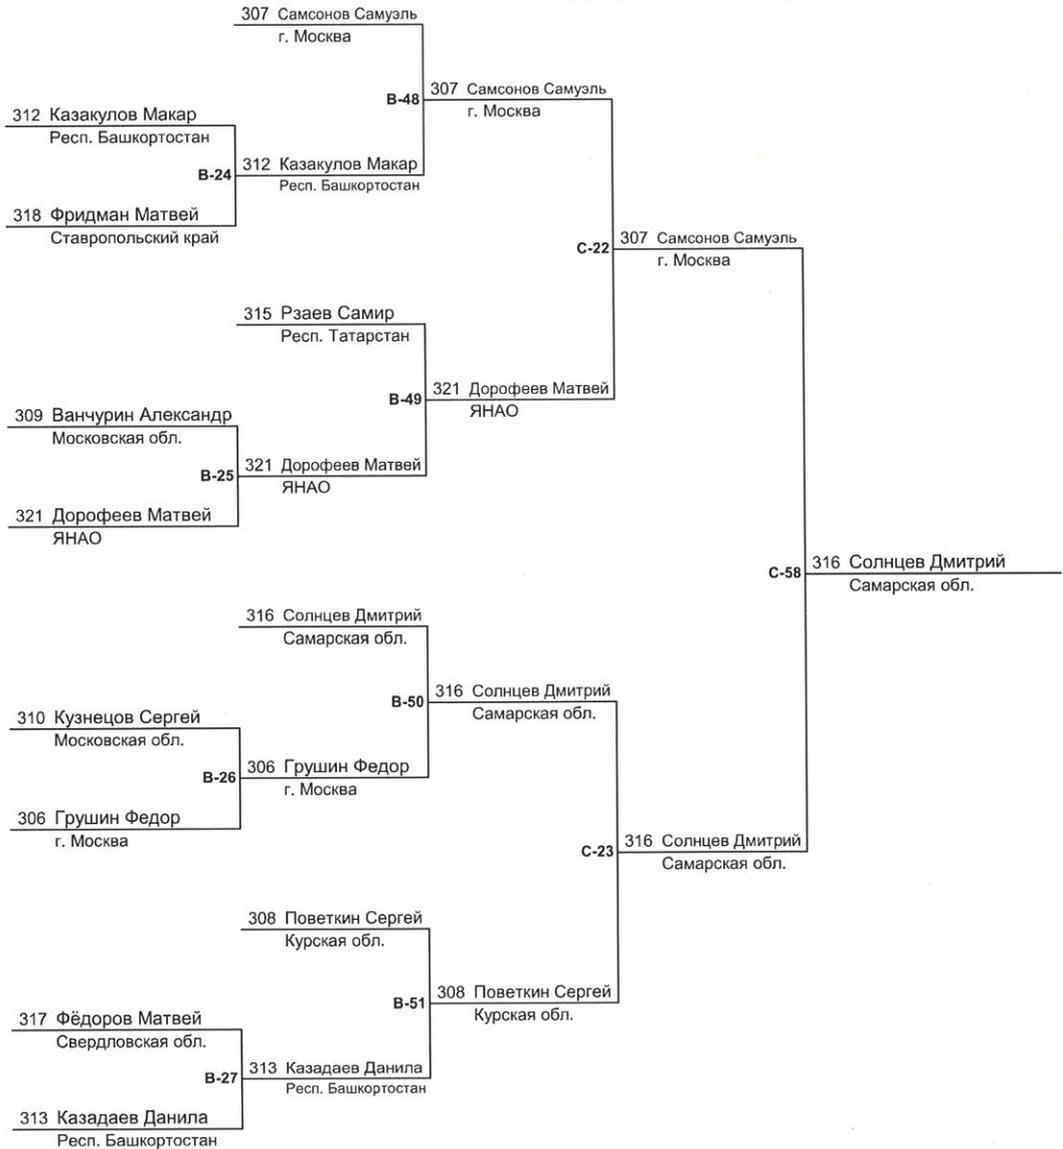 307 Самсонов Самуэль
г. Москва
B-48
307 Самсонов Самуэль
г. Москва
312 Казакулов Макар
Респ. Башкортостан
B-24
312 Казакулов Макар
Респ. Башкортостан
318 Фридман Матвей
Ставропольский край
C-22
307 Самсонов Самуэль
г. Москва
315 Рзаев Самир
Респ. Татарстан
B-49
321 Дорофеев Матвей
ЯНАО
309 Ванчурин Александр
Московская обл.
B-25
321 Дорофеев Матвей
ЯНАО
321 Дорофеев Матвей
ЯНАО
C-58
316 Солнцев Дмитрий
Самарская обл.
316 Солнцев Дмитрий
Самарская обл.
B-50
316 Солнцев Дмитрий
Самарская обл.
310 Кузнецов Сергей
Московская обл.
B-26
306 Грушин Федор
г. Москва
306 Грушин Федор
г. Москва
C-23
316 Солнцев Дмитрий
Самарская обл.
308 Поветкин Сергей
Курская обл.
B-51
308 Поветкин Сергей
Курская обл.
317 Фёдоров Матвей
Свердловская обл.
B-27
313 Казадаев Данила
Респ. Башкортостан
313 Казадаев Данила
Респ. Башкортостан